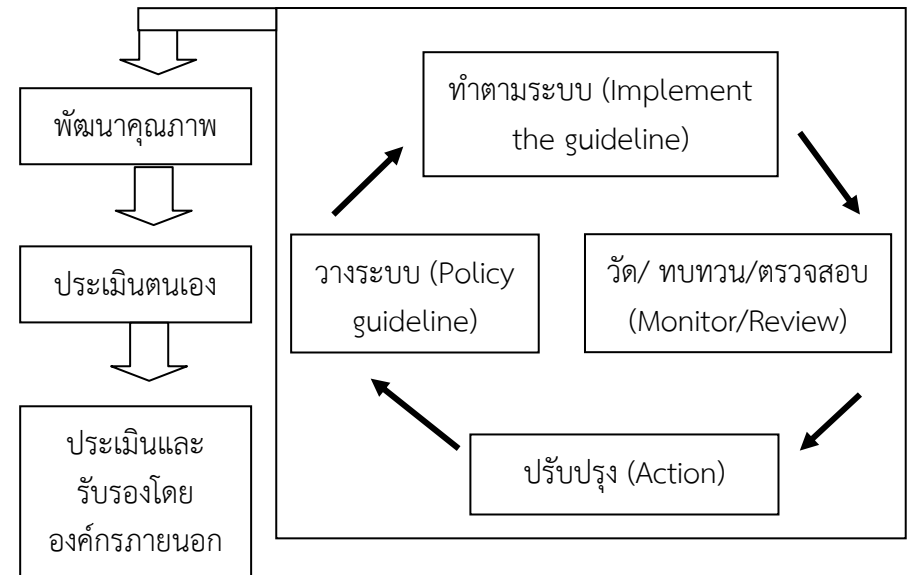 พัฒนาคุณภาพ
ประเมินตนเอง
ประเมินและ
รับรองโดย
องค์กรภายนอก
ทำตามระบบ (Implement
the guideline)
วางระบบ (Policy
guideline)
วัด/ ทบทวน/ตรวจสอบ
(Monitor/Review)
ปรับปรุง (Action)